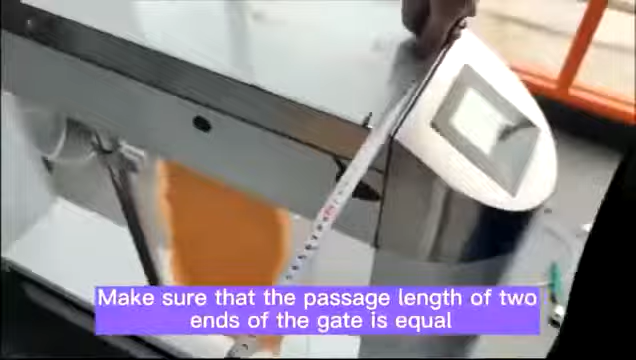 Make sure that the passage length of two
ends of the gate is equal